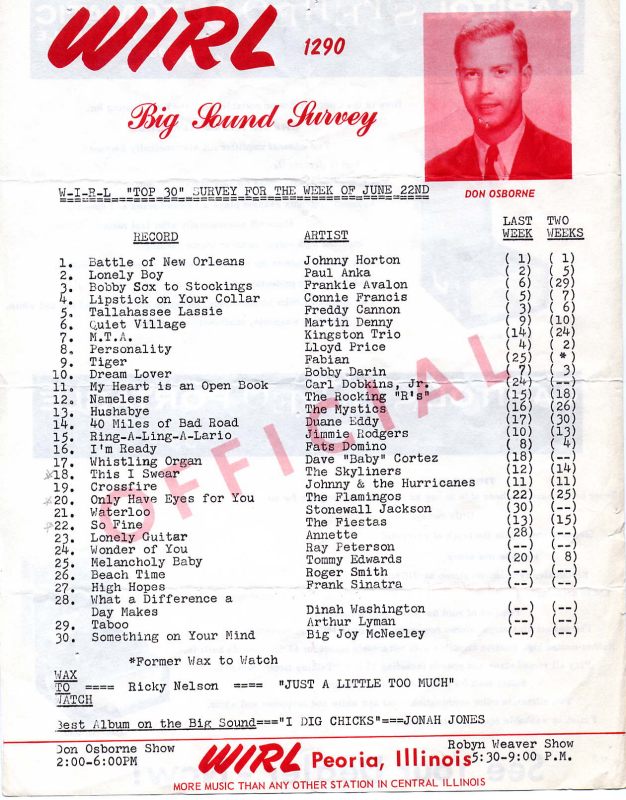 WIRL 1290
Big Sound Survey
DON OSBORNE
W-I-R-L "TOP 30" SURVEY FOR THE WEEK OF JUNE 22ND
RECORD ARTIST LAST WEEK TWO WEEKS
1. Battle of New Orleans Johnny Horton ( 1) ( 1)
2. Lonely Boy Paul Anka ( 2) ( 5)
3. Bobby Sox to Stockings Frankie Avalon ( 6) (29)
4. Lipstick on Your Collar Connie Francis ( 5) ( 7)
5. Tallahassee Lassie Freddy Cannon ( 3) ( 6)
6. Quiet Village Martin Denny ( 9) (10)
7. M.T.A. Kingston Trio (14) (24)
8. Personality Lloyd Price ( 4) ( 2)
9. Tiger Fabian (25) ( *)
10. Dream Lover Bobby Darin ( 7) ( 3)
11. My Heart is an Open Book Carl Dobkins, Jr. (24) (--)
12. Nameless The Rocking "R's" (15) (18)
13. Hushabye The Mystics (16) (26)
14. 40 Miles of Bad Road Duane Eddy (17) (30)
15. Ring-A-Ling-A-Lario Jimmie Rodgers (10) (13)
16. I'm Ready Fats Domino ( 8) ( 4)
17. Whistling Organ Dave "Baby" Cortez (18) (--)
18. This I Swear The Skyliners (12) (14)
19. Crossfire Johnny & the Hurricanes (11) (11)
20. Only Have Eyes for You The Flamingos (22) (25)
21. Waterloo Stonewall Jackson (30) (--)
22. So Fine The Fiestas (13) (15)
23. Lonely Guitar Annette (28) (--)
24. Wonder of You Ray Peterson (--) (--)
25. Melancholy Baby Tommy Edwards (20) ( 8)
26. Beach Time Roger Smith (--) (--)
27. High Hopes Frank Sinatra (--) (--)
28. What a Difference a
Day Makes Dinah Washington (--) (--)
29. Taboo Arthur Lyman (--) (--)
30. Something on Your Mind Big Joy McNeeley (--) (--)
OFFICIAL
*Former Wax to Watch
WAX
TO ==== Ricky Nelson ==== "JUST A LITTLE TOO MUCH"
WATCH
Best Album on the Big Sound==="I DIG CHICKS"===JONAH JONES
Don Osborne Show
2:00-6:00PM
WIRL Peoria, Illinois
Robyn Weaver Show
5:30-9:00 P.M.
MORE MUSIC THAN ANY OTHER STATION IN CENTRAL ILLINOIS